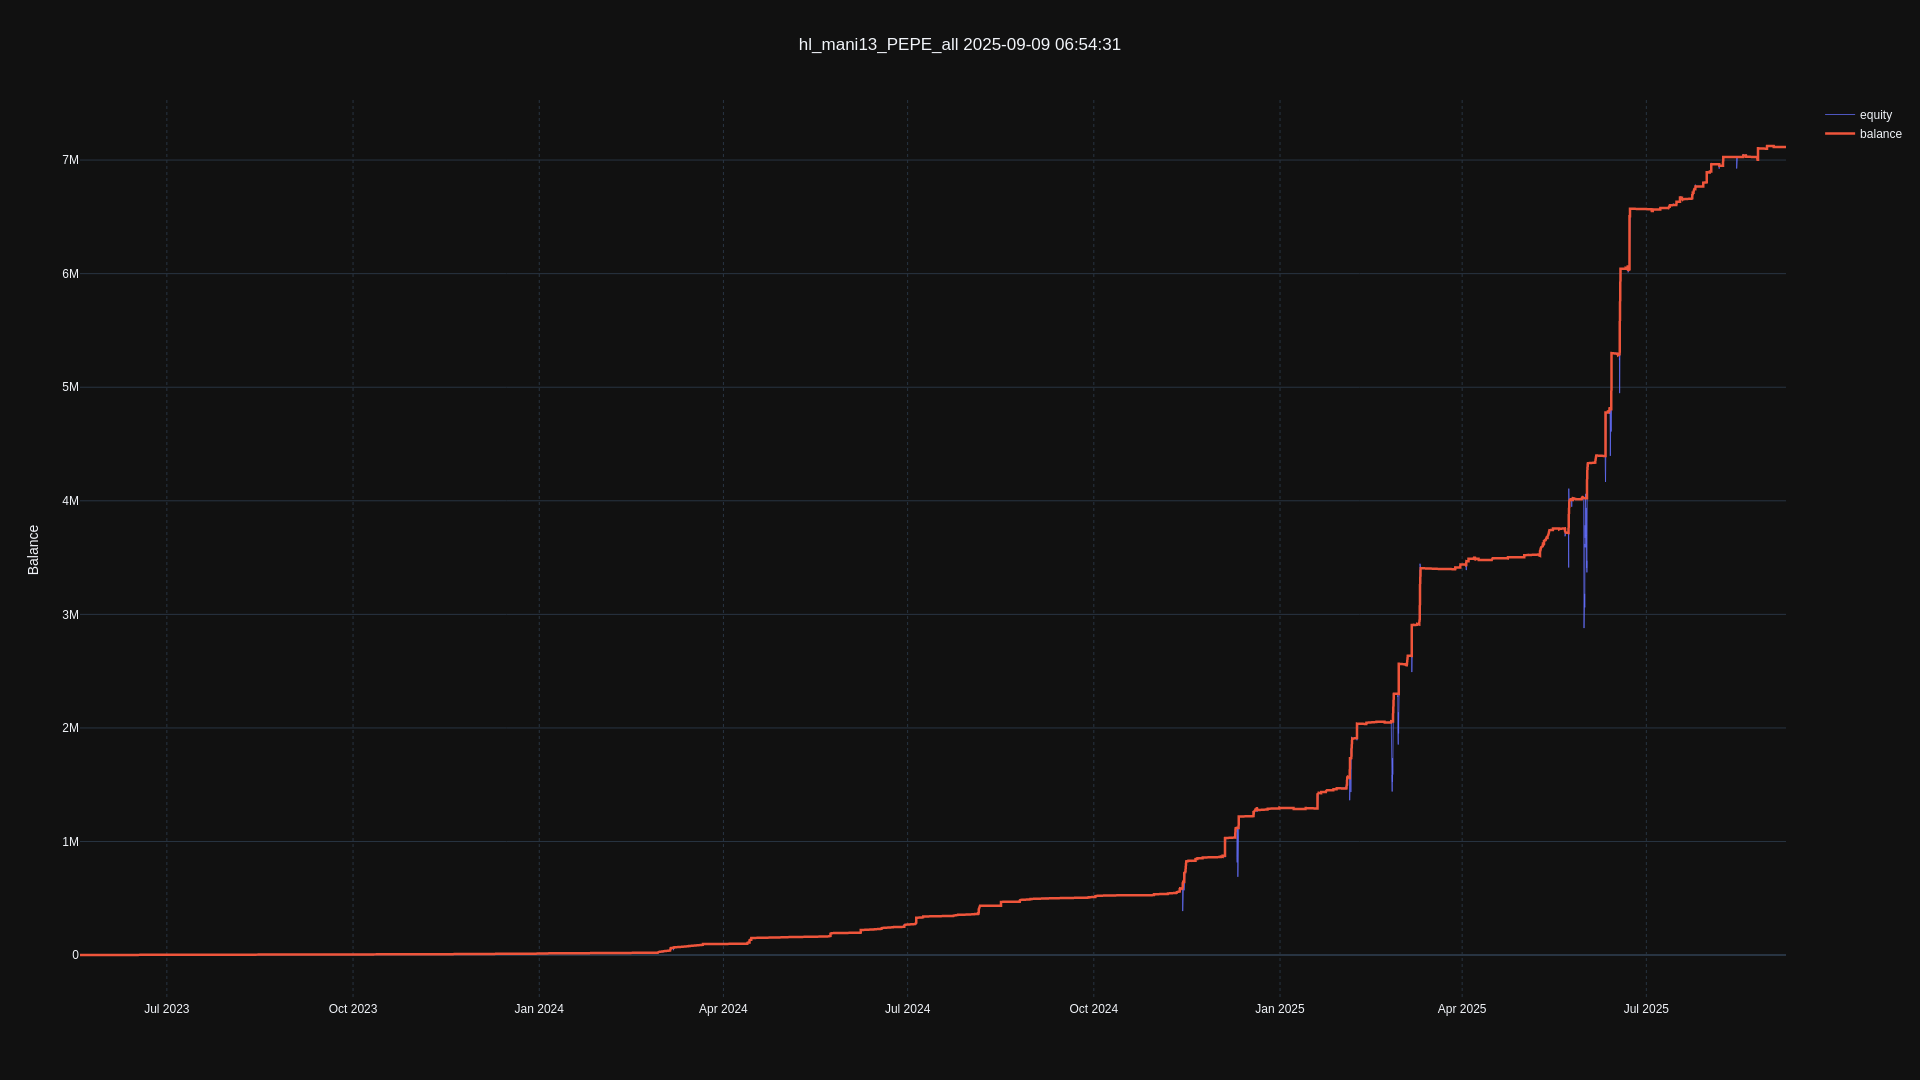 hl_mani13_PEPE_all 2025-09-09 06:54:31
equity
balance
7M
6M
5M
4M
3M
2M
1M
0
Balance
Jul 2023
Oct 2023
Jan 2024
Apr 2024
Jul 2024
Oct 2024
Jan 2025
Apr 2025
Jul 2025